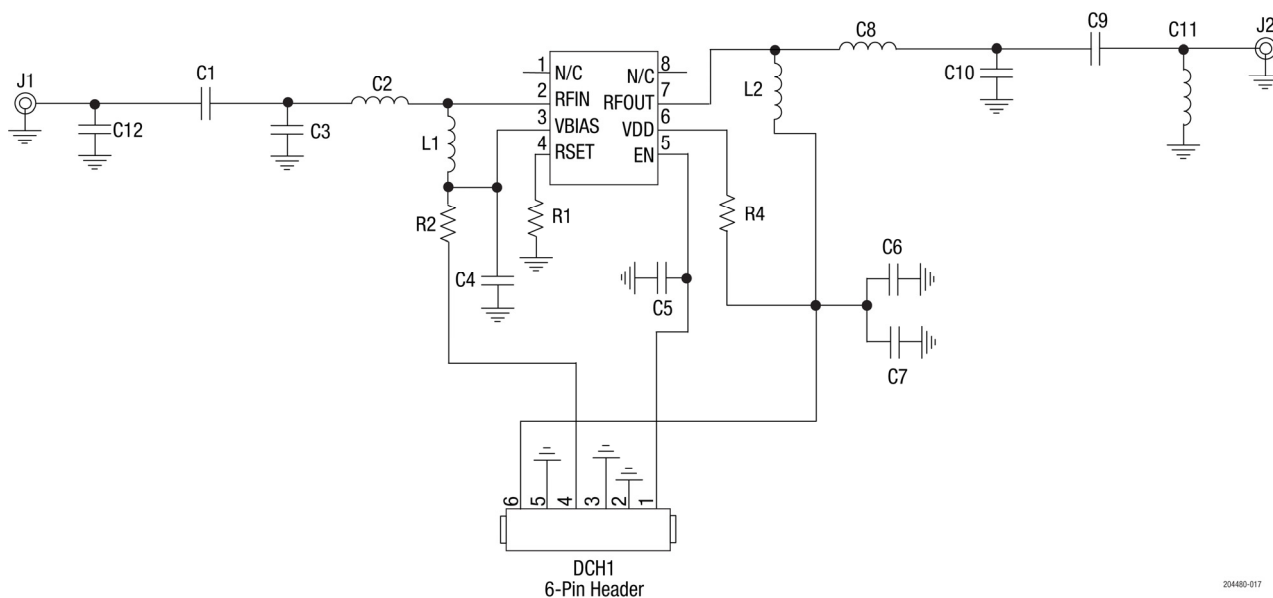 J1
C12
C1
C3
C2
L1
R2
C4
R1
1
N/C
2
RFIN
3
VBIAS
4
RSET
8
N/C
7
RFOUT
6
VDD
5
EN
C5
R4
L2
C8
C10
C9
C11
J2
C6
C7
6
5
4
3
2
1
DCH1
6-Pin Header
204480-017